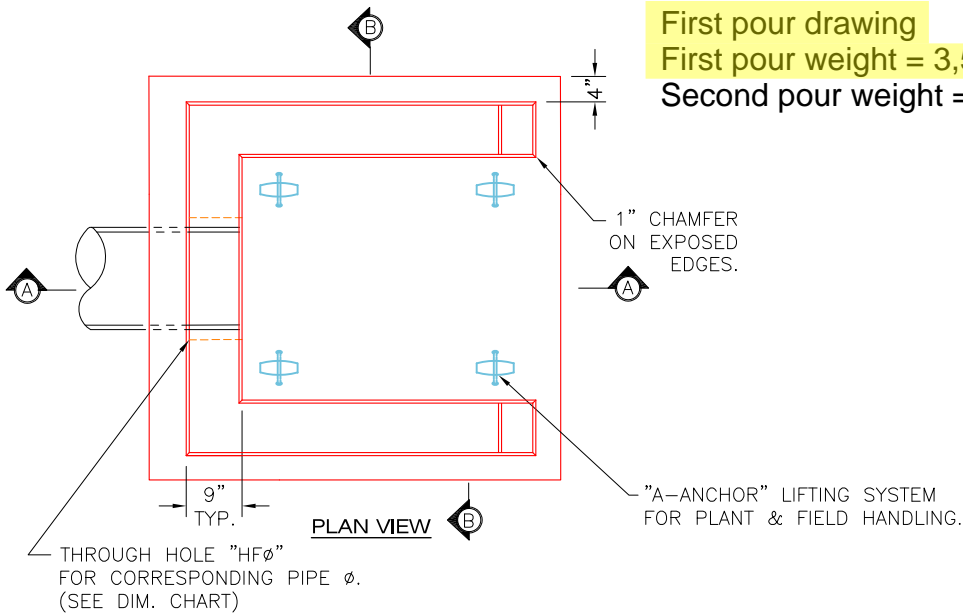 First pour drawing
First pour weight = 3,5
Second pour weight =
B
4"
1" CHAMFER
ON EXPOSED
EDGES.
A
A
9"
TYP.
PLAN VIEW
B
"A-ANCHOR" LIFTING SYSTEM
FOR PLANT & FIELD HANDLING.
THROUGH HOLE "HFø"
FOR CORRESPONDING PIPE ø.
(SEE DIM. CHART)